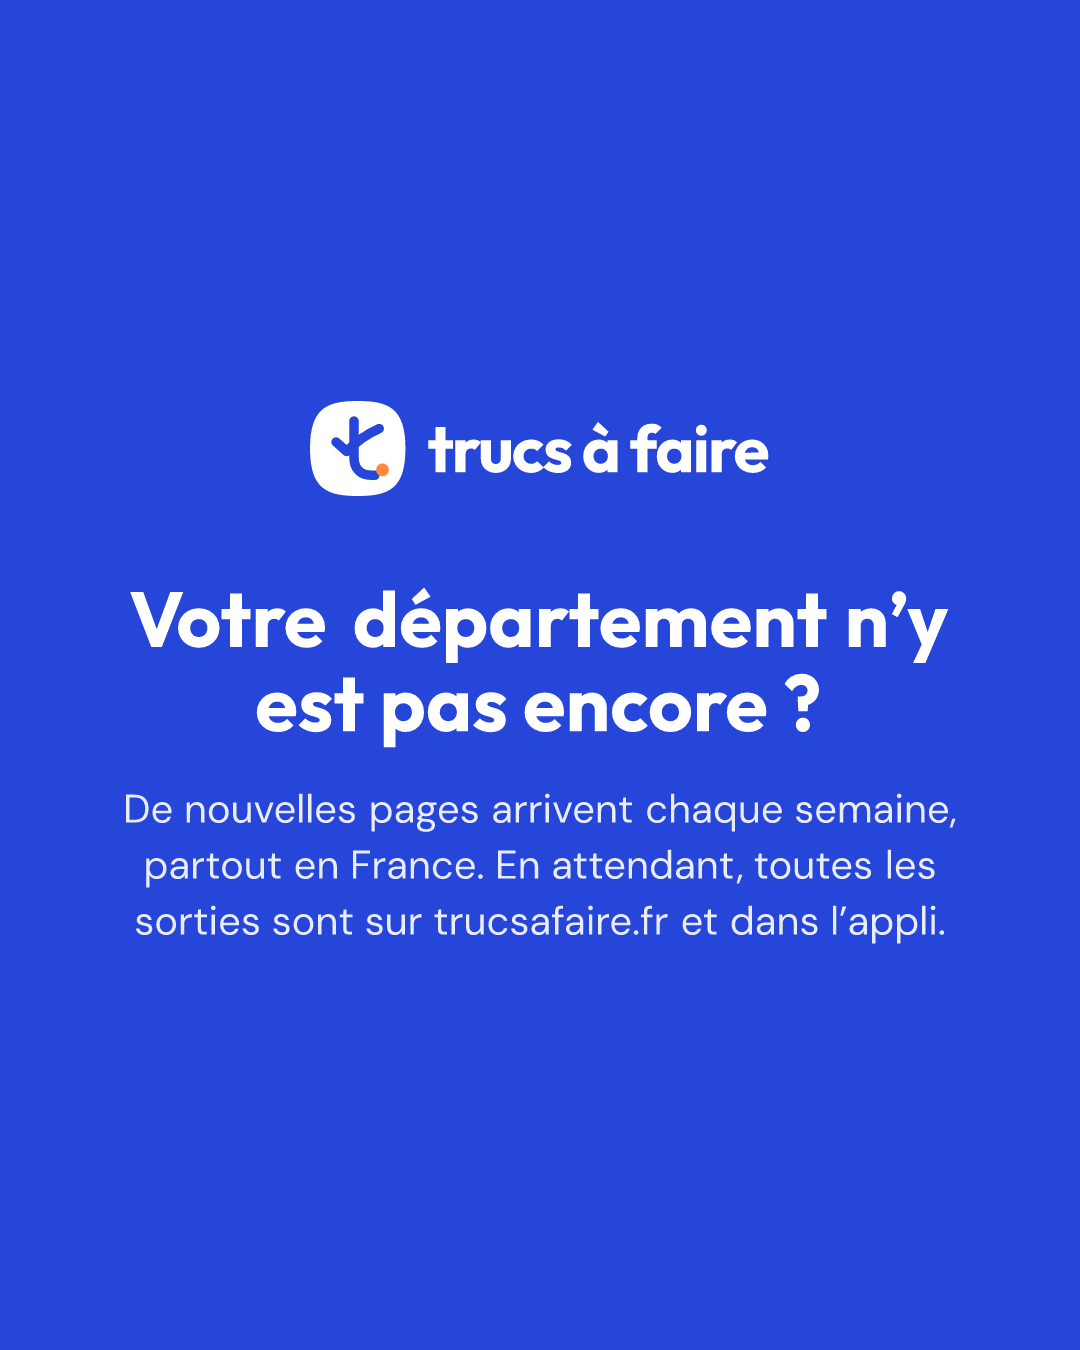 trucs à faire
Votre département n’y
est pas encore ?
De nouvelles pages arrivent chaque semaine,
partout en France. En attendant, toutes les
sorties sont sur trucsafaire.fr et dans l’appli.